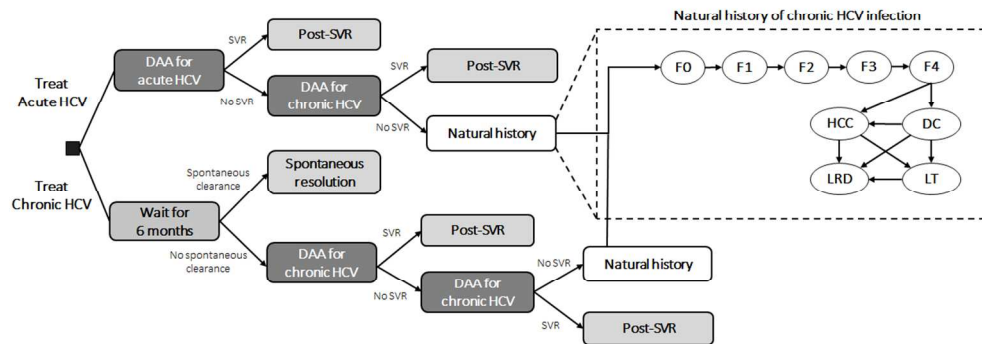 Natural history of chronic HCV infection
Treat
Acute HCV
DAA for
acute HCV
SVR
Post-SVR
No SVR
DAA for
chronic HCV
SVR
Post-SVR
No SVR
Natural history
F0
F1
F2
F3
F4
HCC
DC
LRD
LT
Treat
Chronic HCV
Wait for
6 months
Spontaneous
clearance
Spontaneous
resolution
No spontaneous
clearance
DAA for
chronic HCV
SVR
Post-SVR
No SVR
DAA for
chronic HCV
No SVR
Natural history
SVR
Post-SVR